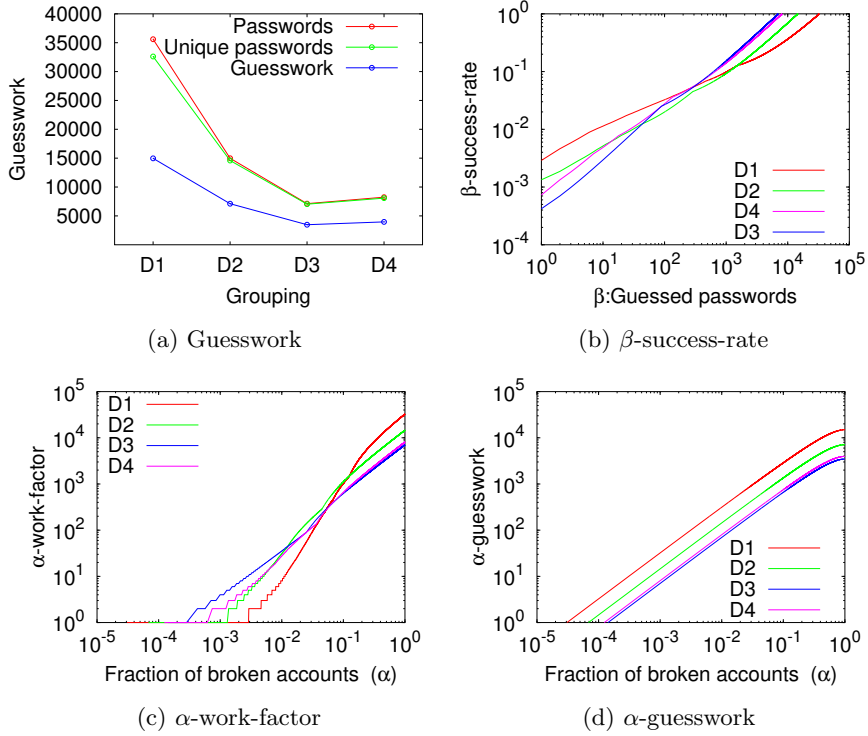 40000
35000
30000
25000
20000
15000
10000
5000
Guesswork
Passwords
Unique passwords
Guesswork
D1 D2 D3 D4
Grouping
(a) Guesswork
10^0
10^-1
10^-2
10^-3
10^-4
β-success-rate
D1
D2
D4
D3
10^0 10^1 10^2 10^3 10^4 10^5
β:Guessed passwords
(b) β-success-rate
10^5
10^4
10^3
10^2
10^1
10^0
α-work-factor
D1
D2
D3
D4
10^-5 10^-4 10^-3 10^-2 10^-1 10^0
Fraction of broken accounts (α)
(c) α-work-factor
10^5
10^4
10^3
10^2
10^1
10^0
α-guesswork
D1
D2
D3
D4
10^-5 10^-4 10^-3 10^-2 10^-1 10^0
Fraction of broken accounts (α)
(d) α-guesswork